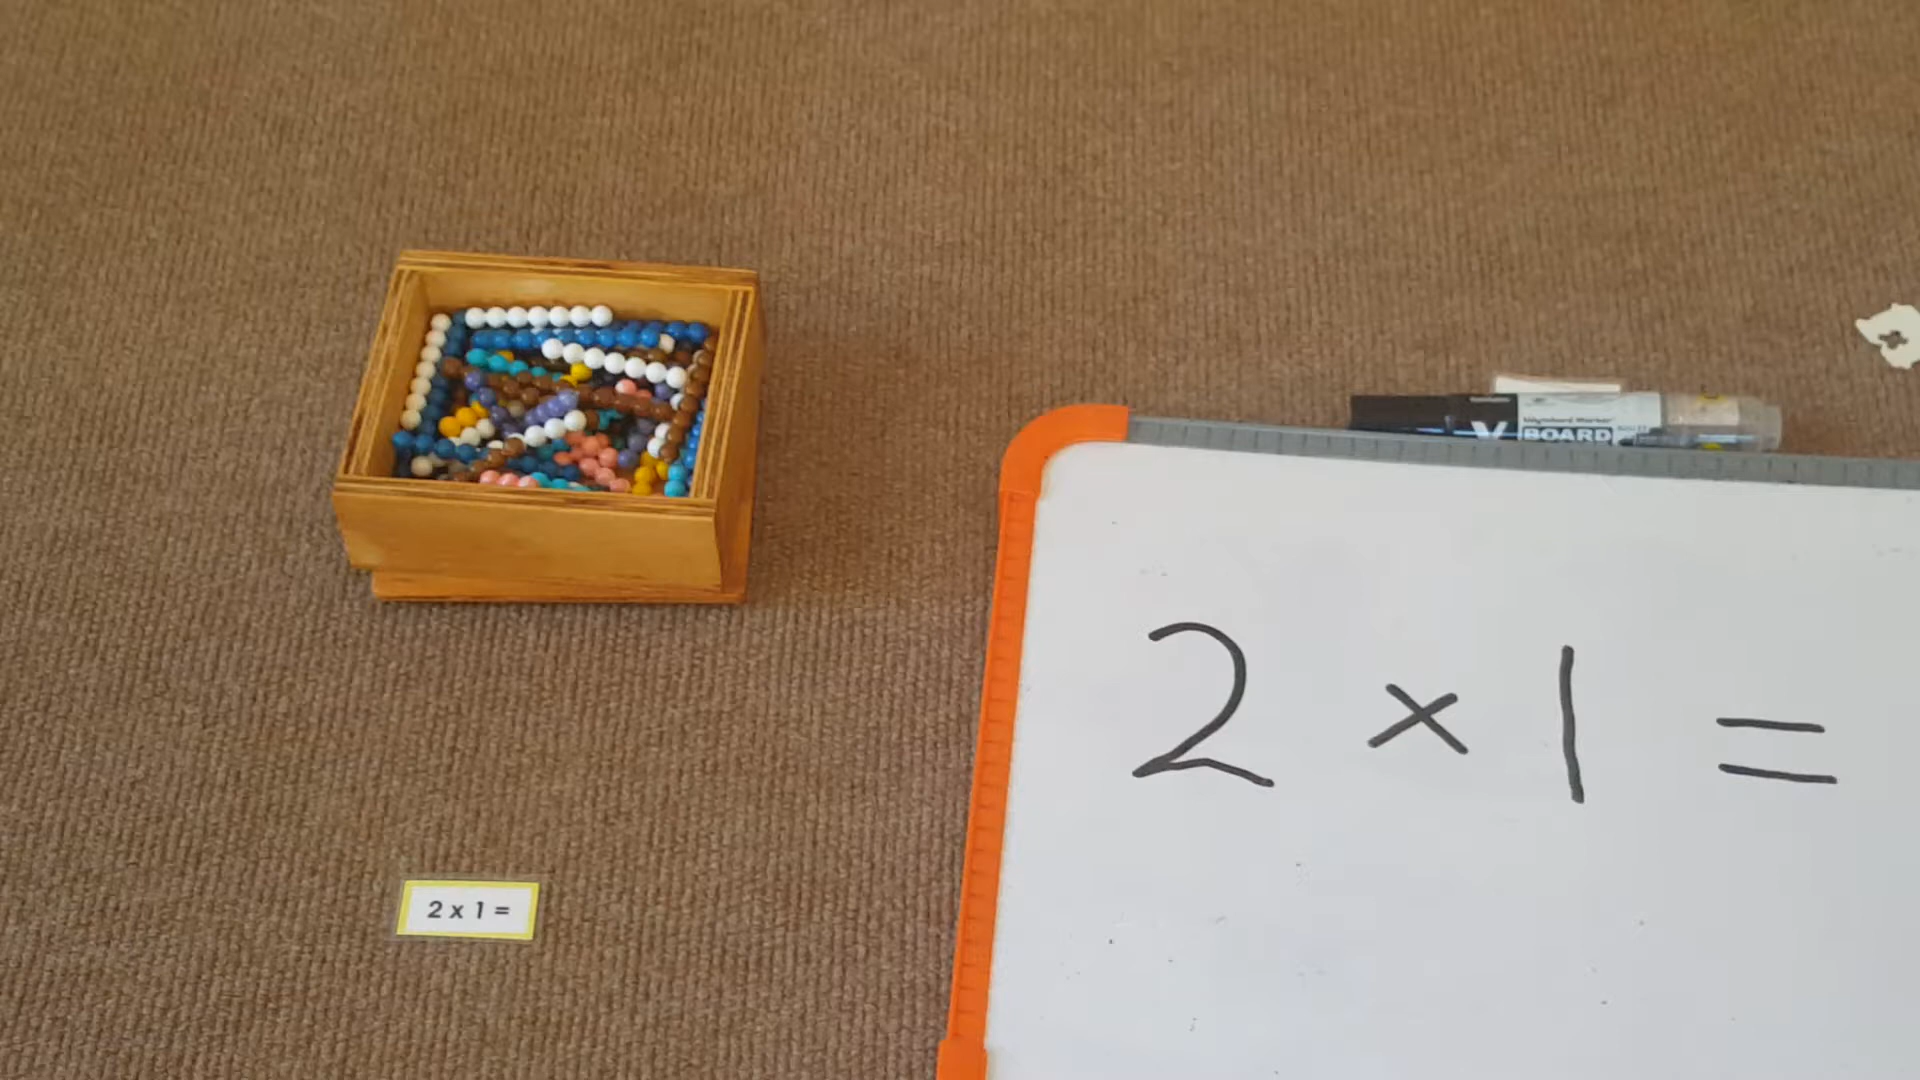 V BOARD
2 × 1 =
2 x 1 =